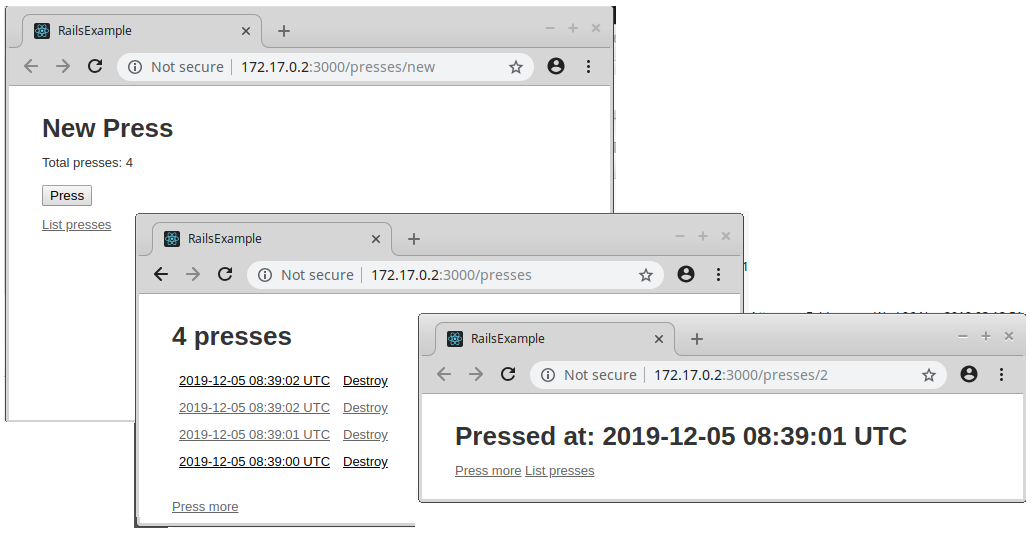 RailsExample
Not secure 172.17.0.2:3000/presses/new
New Press
Total presses: 4
Press
List presses
RailsExample
Not secure 172.17.0.2:3000/presses
4 presses
2019-12-05 08:39:02 UTC Destroy
2019-12-05 08:39:02 UTC Destroy
2019-12-05 08:39:01 UTC Destroy
2019-12-05 08:39:00 UTC Destroy
Press more
RailsExample
Not secure 172.17.0.2:3000/presses/2
Pressed at: 2019-12-05 08:39:01 UTC
Press more List presses